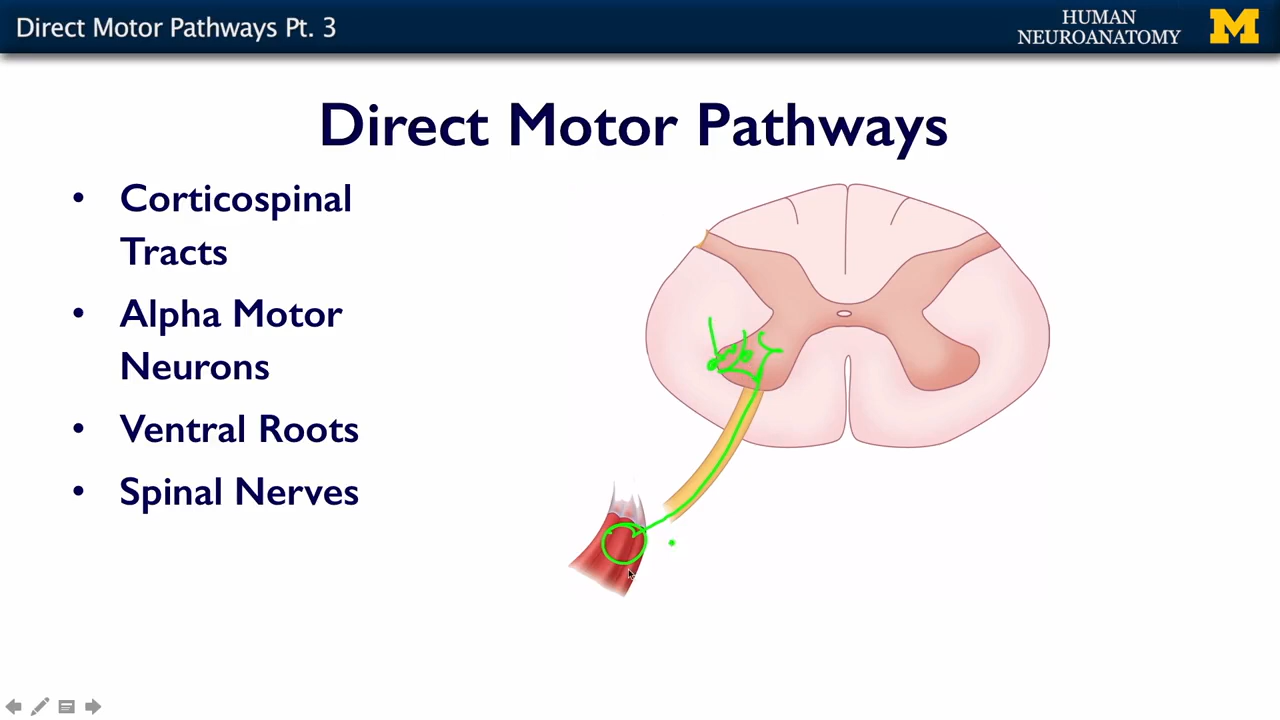 Direct Motor Pathways Pt. 3
HUMAN
NEUROANATOMY
M
Direct Motor Pathways
• Corticospinal
Tracts
• Alpha Motor
Neurons
• Ventral Roots
• Spinal Nerves